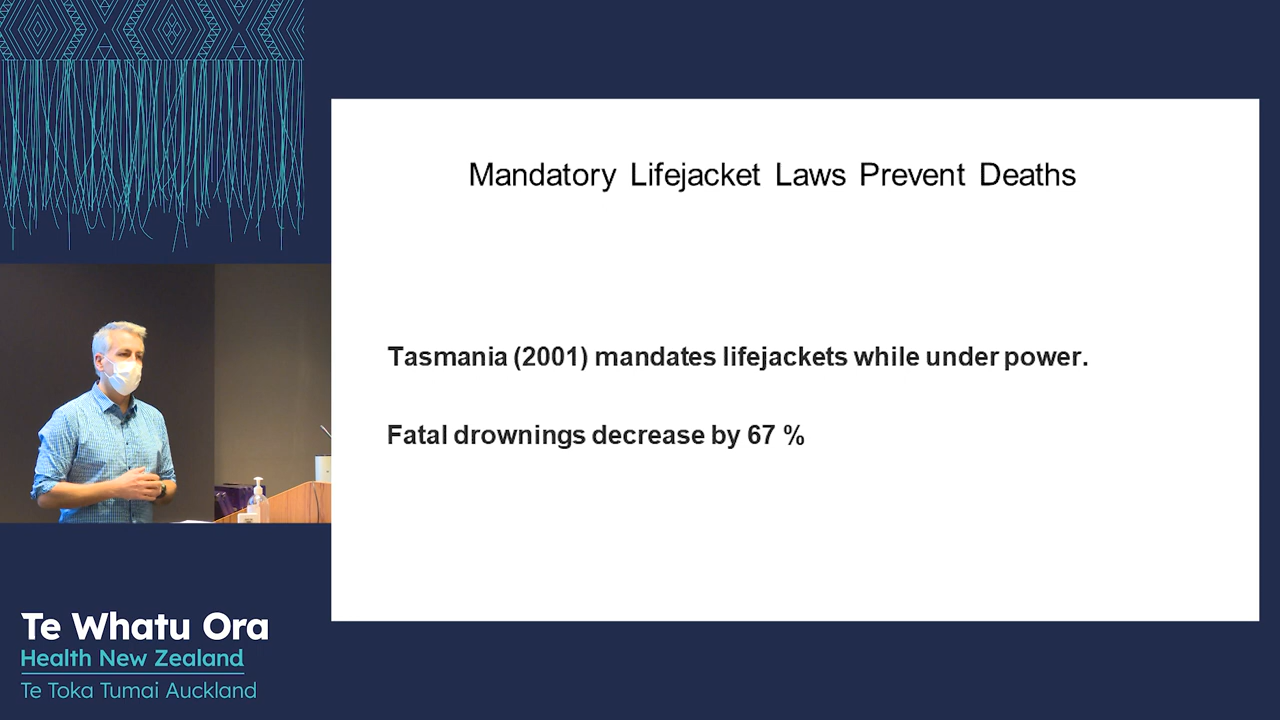 Mandatory Lifejacket Laws Prevent Deaths
Tasmania (2001) mandates lifejackets while under power.
Fatal drownings decrease by 67 %
Te Whatu Ora
Health New Zealand
Te Toka Tumai Auckland